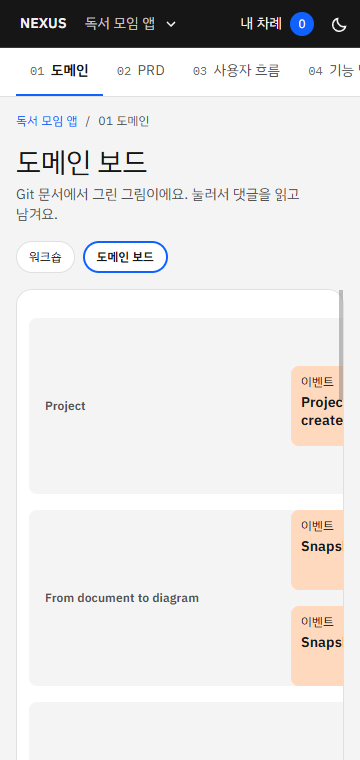 NEXUS 독서 모임 앱 내 차례 0
01 도메인 02 PRD 03 사용자 흐름 04 기능
독서 모임 앱 / 01 도메인
도메인 보드
Git 문서에서 그린 그림이에요. 눌러서 댓글을 읽고
남겨요.
워크숍 도메인 보드
이벤트
Project
create
Project
이벤트
Snaps
From document to diagram
이벤트
Snaps